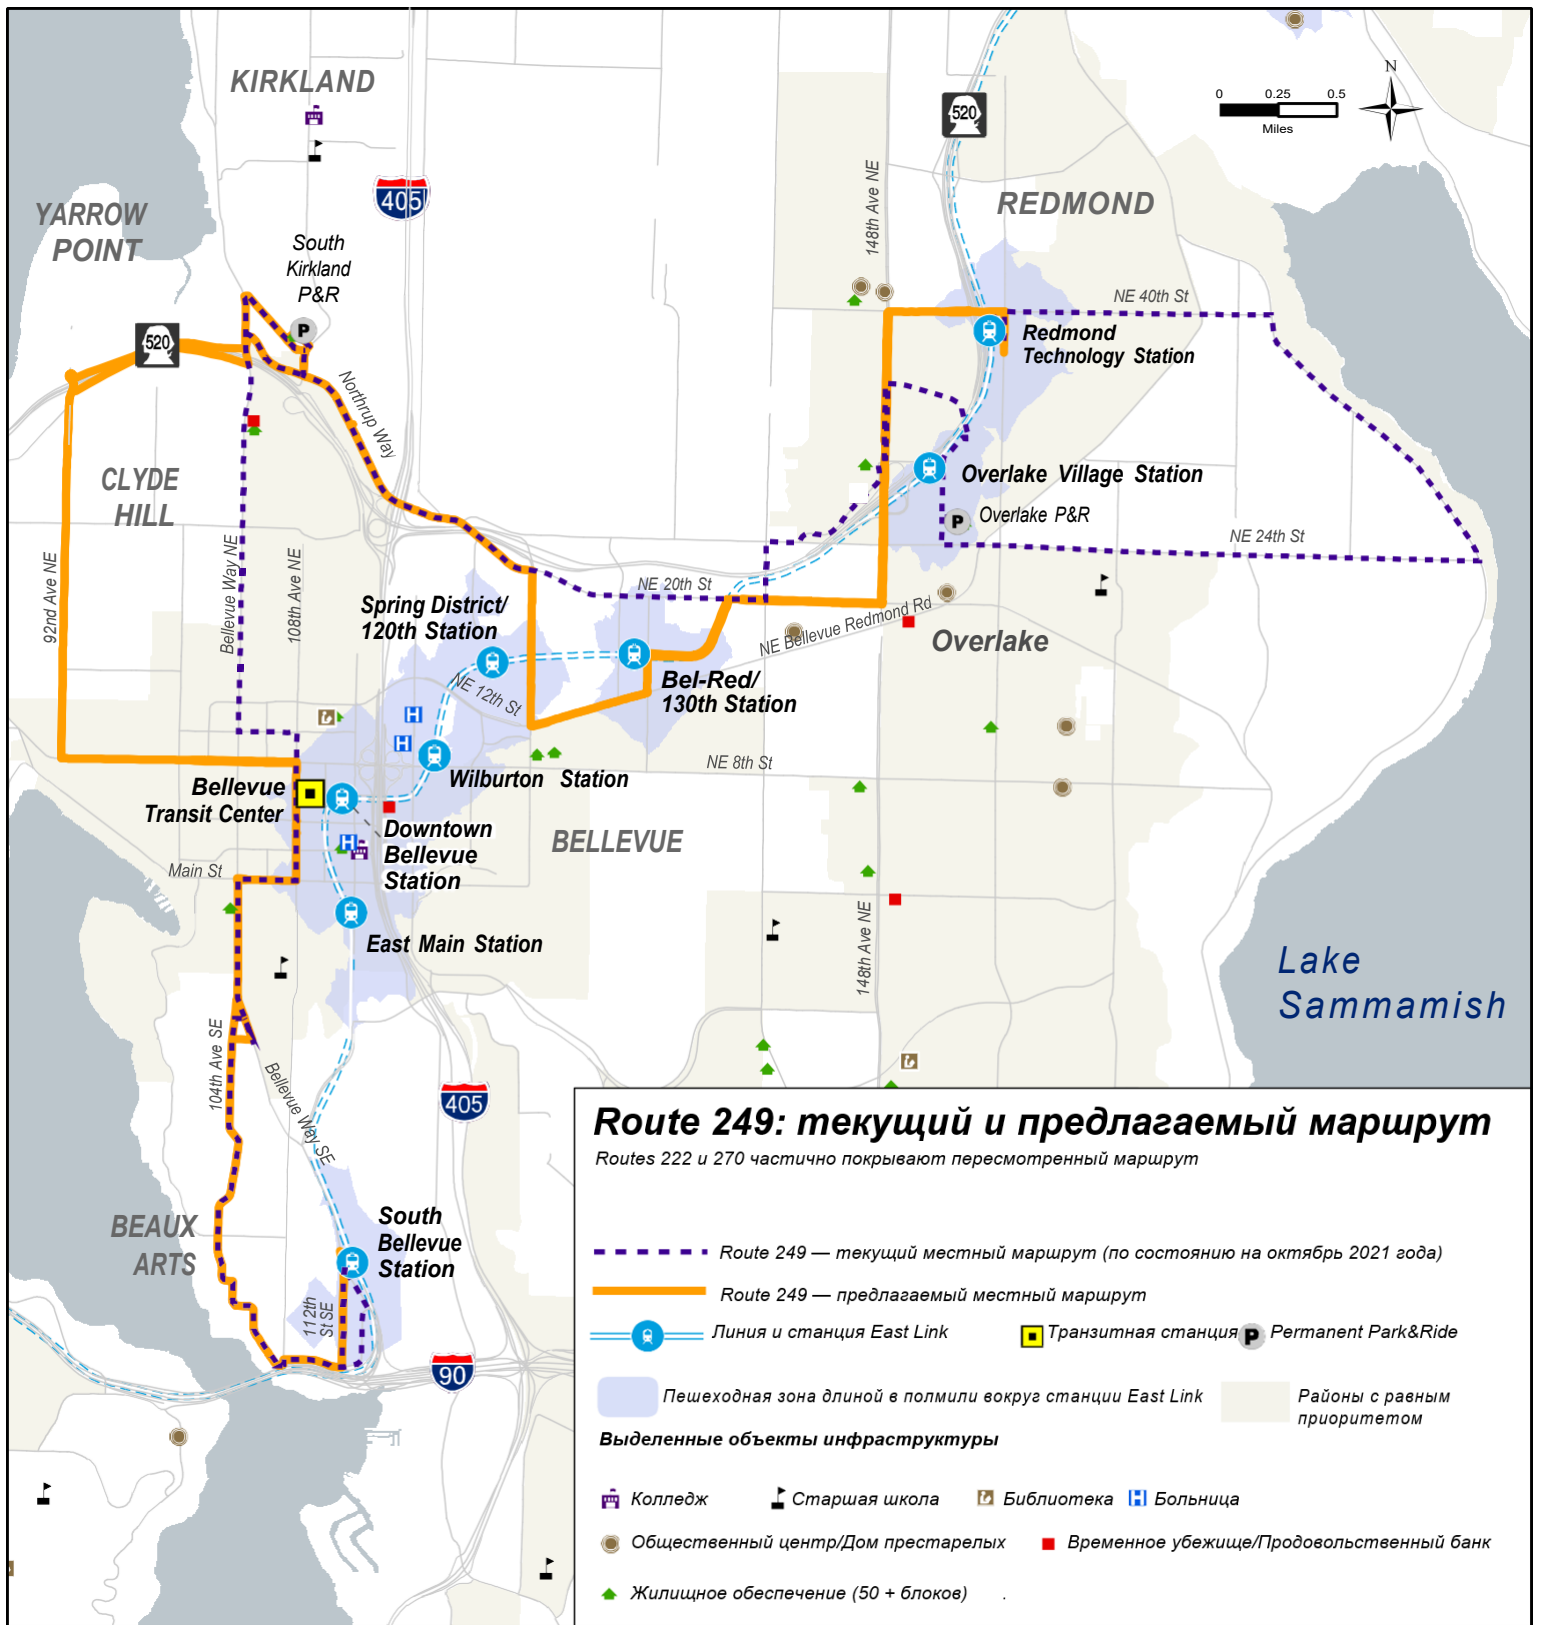 KIRKLAND
YARROW
POINT
405
South
Kirkland
P&R
P
520
CLYDE
HILL
Northrup Way
92nd Ave NE
Bellevue Way NE
108th Ave NE
520
148th Ave NE
REDMOND
0 0.25 0.5
Miles
N
NE 40th St
Redmond
Technology Station
Overlake Village Station
P
Overlake P&R
NE 24th St
NE 20th St
NE Bellevue Redmond Rd
Overlake
Spring District/
120th Station
NE 12th St
Bel-Red/
130th Station
H
H
Wilburton Station
NE 8th St
Bellevue
Transit Center
H
Downtown
Bellevue
Station
BELLEVUE
Main St
East Main Station
148th Ave NE
Lake
Sammamish
104th Ave SE
Bellevue Way SE
405
BEAUX
ARTS
South
Bellevue
Station
112th
St SE
90
Route 249: текущий и предлагаемый маршрут
Routes 222 и 270 частично покрывают пересмотренный маршрут
Route 249 — текущий местный маршрут (по состоянию на октябрь 2021 года)
Route 249 — предлагаемый местный маршрут
Линия и станция East Link
Транзитная станция
P Permanent Park&Ride
Пешеходная зона длиной в полмили вокруг станции East Link
Районы с равным
приоритетом
Выделенные объекты инфраструктуры
Колледж
Старшая школа
Библиотека
H Больница
Общественный центр/Дом престарелых
Временное убежище/Продовольственный банк
Жилищное обеспечение (50 + блоков) .